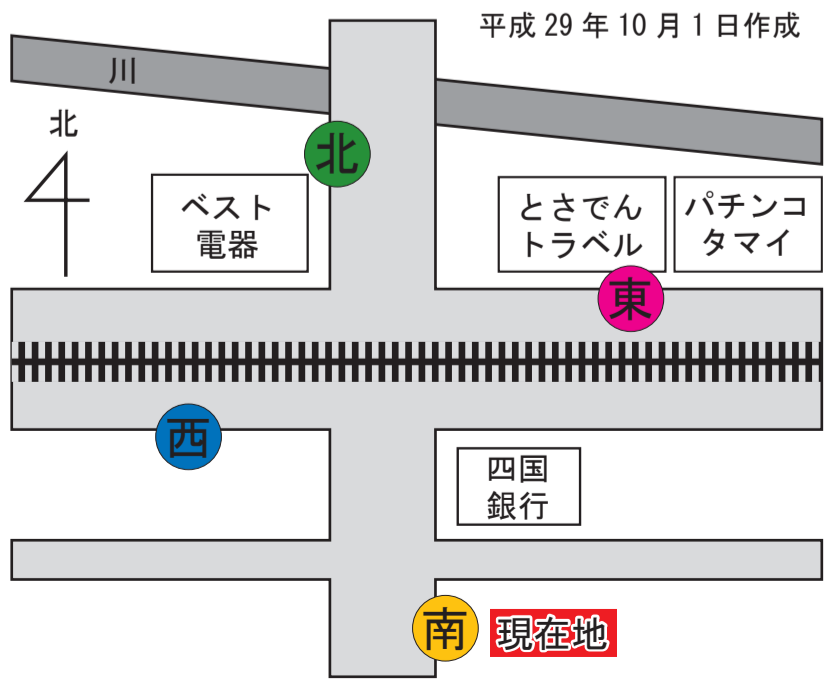 平成 29 年 10 月 1 日作成
川
北
北
ベスト
電器
とさでん
トラベル
パチンコ
タマイ
東
西
四国
銀行
南
現在地